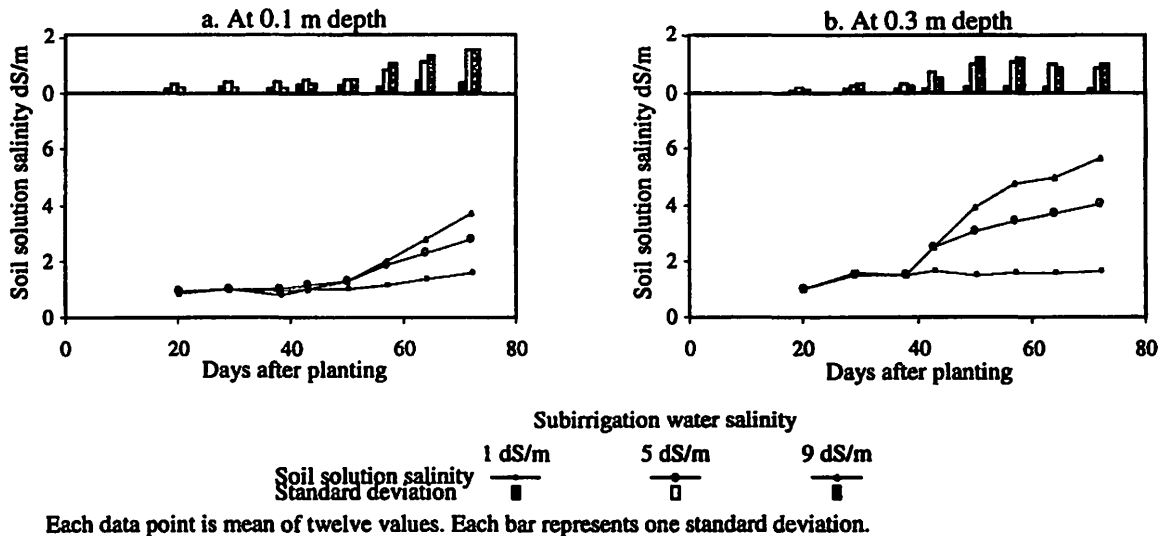 a. At 0.1 m depth
b. At 0.3 m depth
Soil solution salinity dS/m
2
0
6
4
2
0
0
20
40
60
80
Days after planting
Soil solution salinity dS/m
2
0
6
4
2
0
0
20
40
60
80
Days after planting
Subirrigation water salinity
1 dS/m
5 dS/m
9 dS/m
Soil solution salinity
Standard deviation
Each data point is mean of twelve values. Each bar represents one standard deviation.